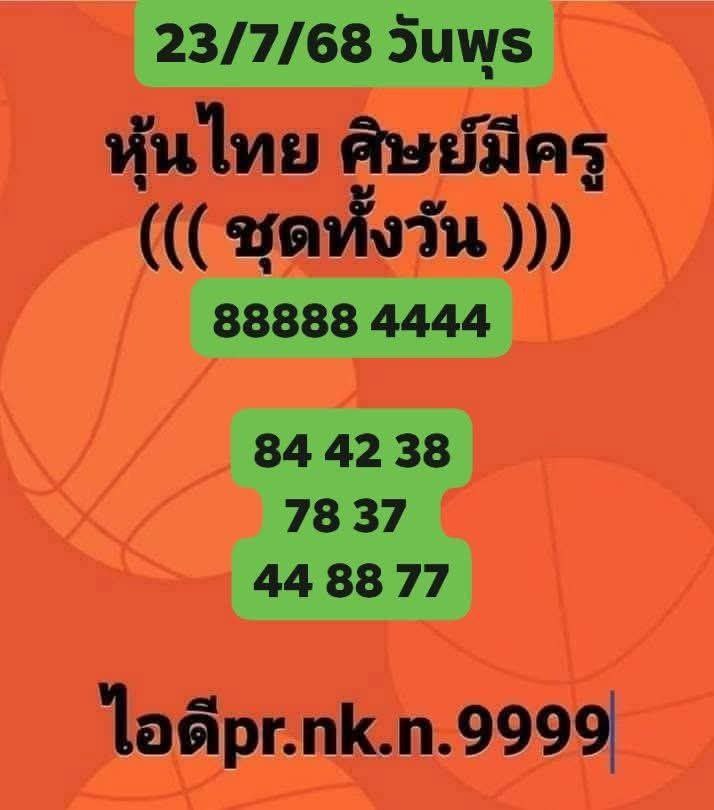 23/7/68 วันพุธ
หุ้นไทย ศิษย์มีครู
((( ชุดทั้งวัน )))
88888 4444
84 42 38
78 37
44 88 77
ไอดีpr.nk.n.9999